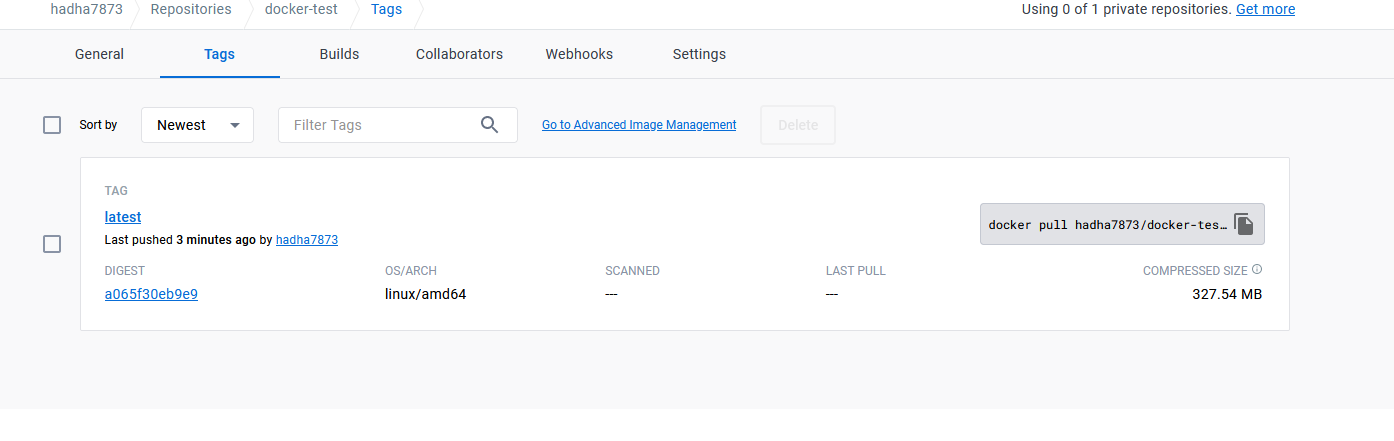 hadha7873 Repositories docker-test Tags Using 0 of 1 private repositories. Get more
General Tags Builds Collaborators Webhooks Settings
Sort by Newest Filter Tags Go to Advanced Image Management Delete
TAG
latest
docker pull hadha7873/docker-tes…
Last pushed 3 minutes ago by hadha7873
DIGEST OS/ARCH SCANNED LAST PULL COMPRESSED SIZE
a065f30eb9e9 linux/amd64 --- --- 327.54 MB